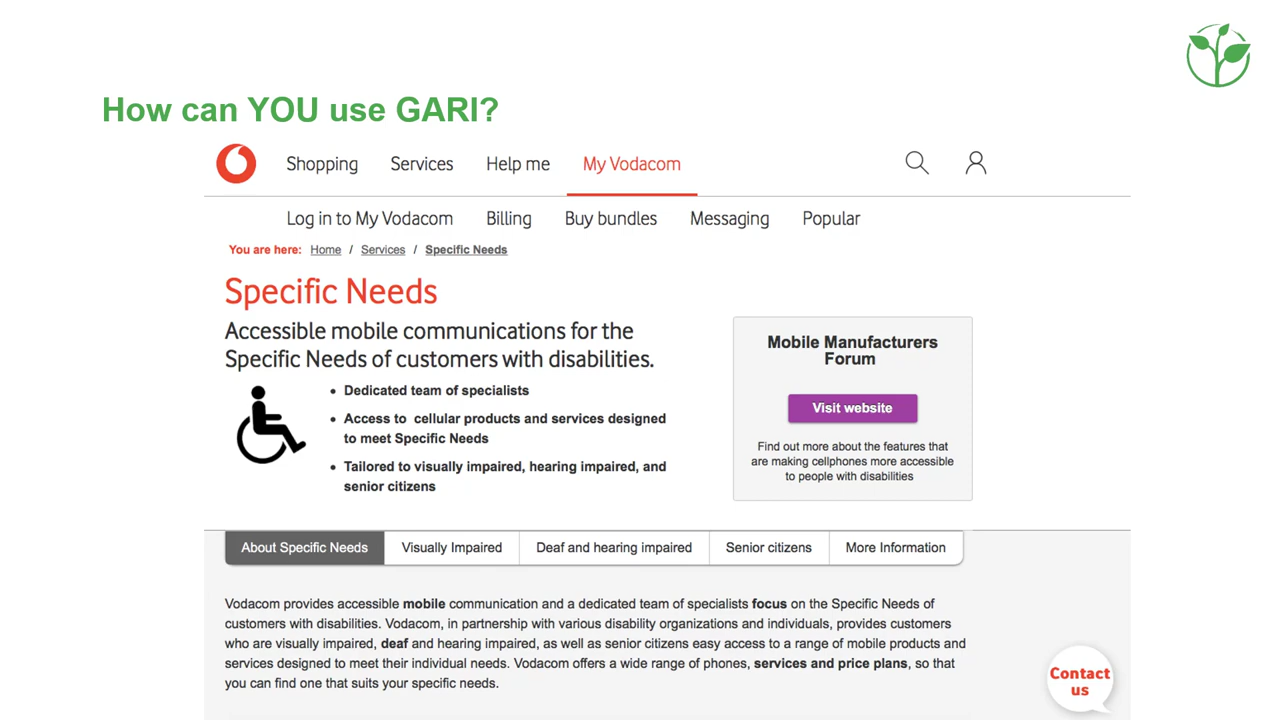 How can YOU use GARI?
Shopping Services Help me My Vodacom
Log in to My Vodacom Billing Buy bundles Messaging Popular
You are here: Home / Services / Specific Needs
Specific Needs
Accessible mobile communications for the
Specific Needs of customers with disabilities.
• Dedicated team of specialists
• Access to cellular products and services designed
to meet Specific Needs
• Tailored to visually impaired, hearing impaired, and
senior citizens
Mobile Manufacturers
Forum
Visit website
Find out more about the features that
are making cellphones more accessible
to people with disabilities
About Specific Needs Visually Impaired Deaf and hearing impaired Senior citizens More Information
Vodacom provides accessible mobile communication and a dedicated team of specialists focus on the Specific Needs of
customers with disabilities. Vodacom, in partnership with various disability organizations and individuals, provides customers
who are visually impaired, deaf and hearing impaired, as well as senior citizens easy access to a range of mobile products and
services designed to meet their individual needs. Vodacom offers a wide range of phones, services and price plans, so that
you can find one that suits your specific needs.
Contact
us